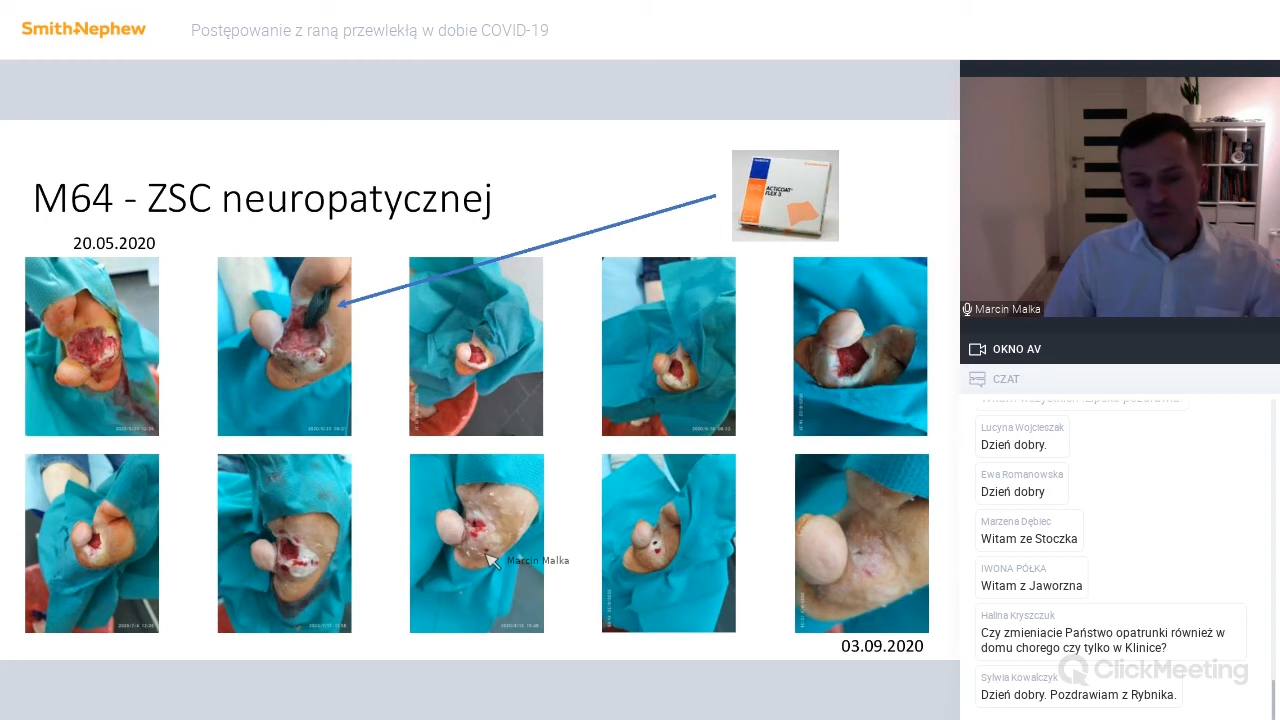 Smith+Nephew
Postępowanie z raną przewlekłą w dobie COVID-19
M64 - ZSC neuropatycznej
20.05.2020
ACTICOAT
FLEX 3
Marcin Malka
03.09.2020
Marcin Malka
OKNO AV
CZAT
Lucyna Wojcieszak
Dzień dobry.
Ewa Romanowska
Dzień dobry
Marzena Dębiec
Witam ze Stoczka
IWONA PÓŁKA
Witam z Jaworzna
Halina Kryszczuk
Czy zmieniacie Państwo opatrunki również w
domu chorego czy tylko w Klinice?
Sylwia Kowalczyk
Dzień dobry. Pozdrawiam z Rybnika.
ClickMeeting